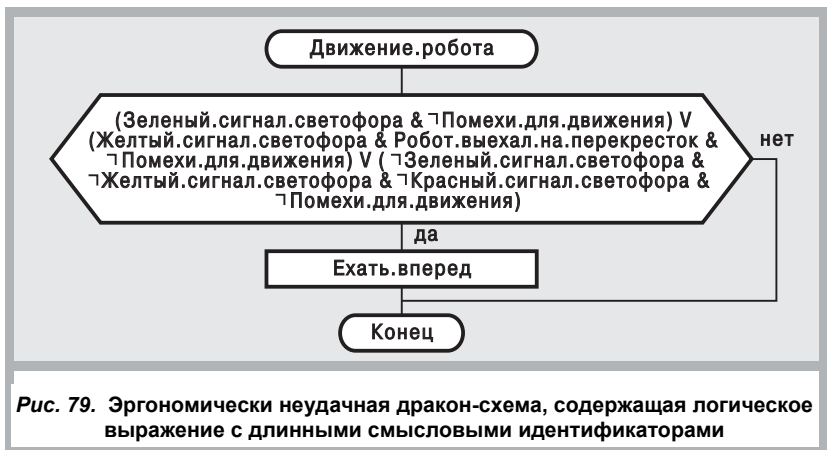 Движение.робота
(Зеленый.сигнал.светофора & ￢Помехи.для.движения) V
(Желтый.сигнал.светофора & Робот.выехал.на.перекресток &
￢Помехи.для.движения) V ( ￢Зеленый.сигнал.светофора &
￢Желтый.сигнал.светофора & ￢Красный.сигнал.светофора &
￢Помехи.для.движения)
нет
да
Ехать.вперед
Конец
Рис. 79. Эргономически неудачная дракон-схема, содержащая логическое
выражение с длинными смысловыми идентификаторами